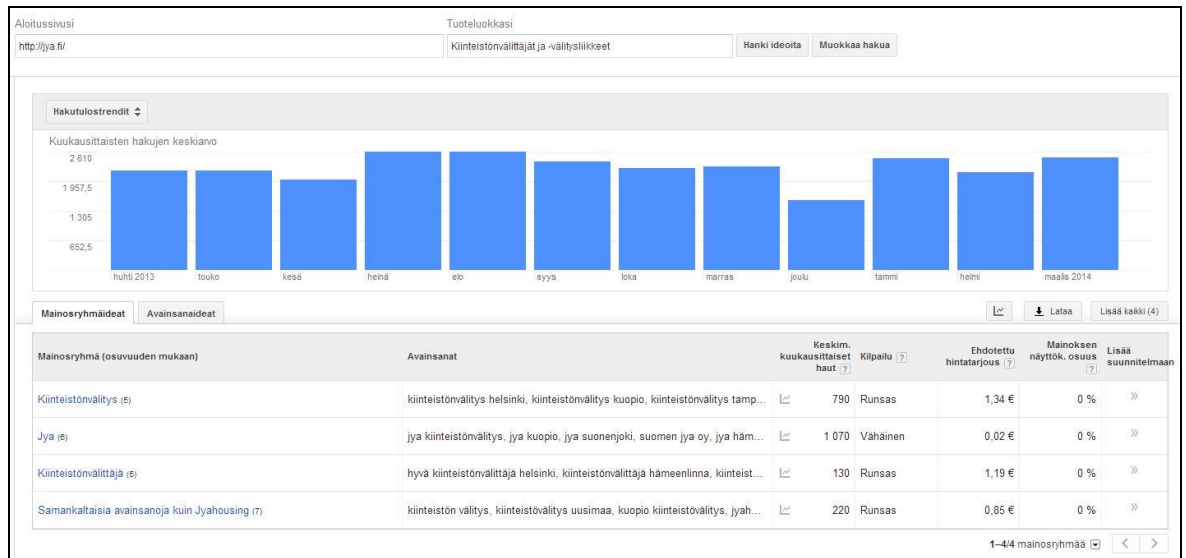 Aloitussivusi Tuoteluokkasi
http://jya.fi/ Kiinteistönvälittäjät ja -välitysliikkeet Hanki ideoita Muokkaa hakua
Hakutulostrendit
Kuukausittaisten hakujen keskiarvo
2 610
1 957,5
1 305
652,5
huhti 2013 touko kesä heinä elo syys loka marras joulu tammi helmi maalis 2014
Mainosryhmäideat Avainsanaideat Lataa Lisää kaikki (4)
Mainosryhmä (osuvuuden mukaan) Avainsanat Keskim. kuukausittaiset haut ? Kilpailu ? Ehdotettu hintatarjous ? Mainoksen näyttök. osuus ? Lisää suunnitelmaan
Kiinteistönvälitys (5) kiinteistönvälitys helsinki, kiinteistönvälitys kuopio, kiinteistönvälitys tamp... 790 Runsas 1,34 € 0 % »
Jya (6) jya kiinteistönvälitys, jya kuopio, jya suonenjoki, suomen jya oy, jya häm... 1 070 Vähäinen 0,02 € 0 % »
Kiinteistönvälittäjä (5) hyvä kiinteistönvälittäjä helsinki, kiinteistönvälittäjä hämeenlinna, kiinteist... 130 Runsas 1,19 € 0 % »
Samankaltaisia avainsanoja kuin Jyahousing (7) kiinteistön välitys, kiinteistövälitys uusimaa, kuopio kiinteistövälitys, jyah... 220 Runsas 0,85 € 0 % »
1–4/4 mainosryhmää < >